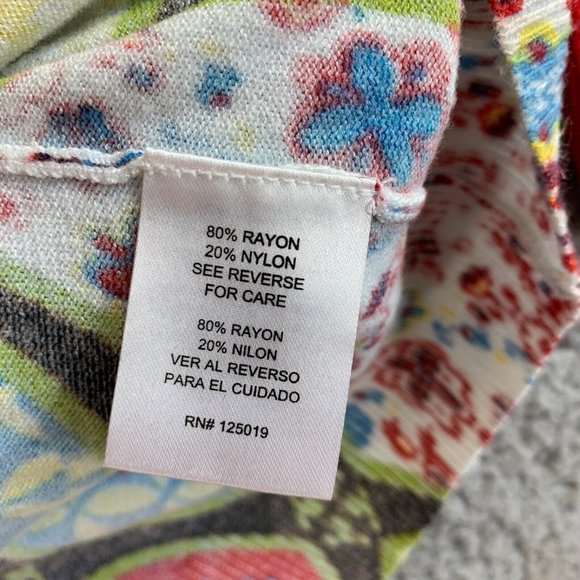 80% RAYON
20% NYLON
SEE REVERSE
FOR CARE
80% RAYON
20% NILON
VER AL REVERSO
PARA EL CUIDADO
RN# 125019